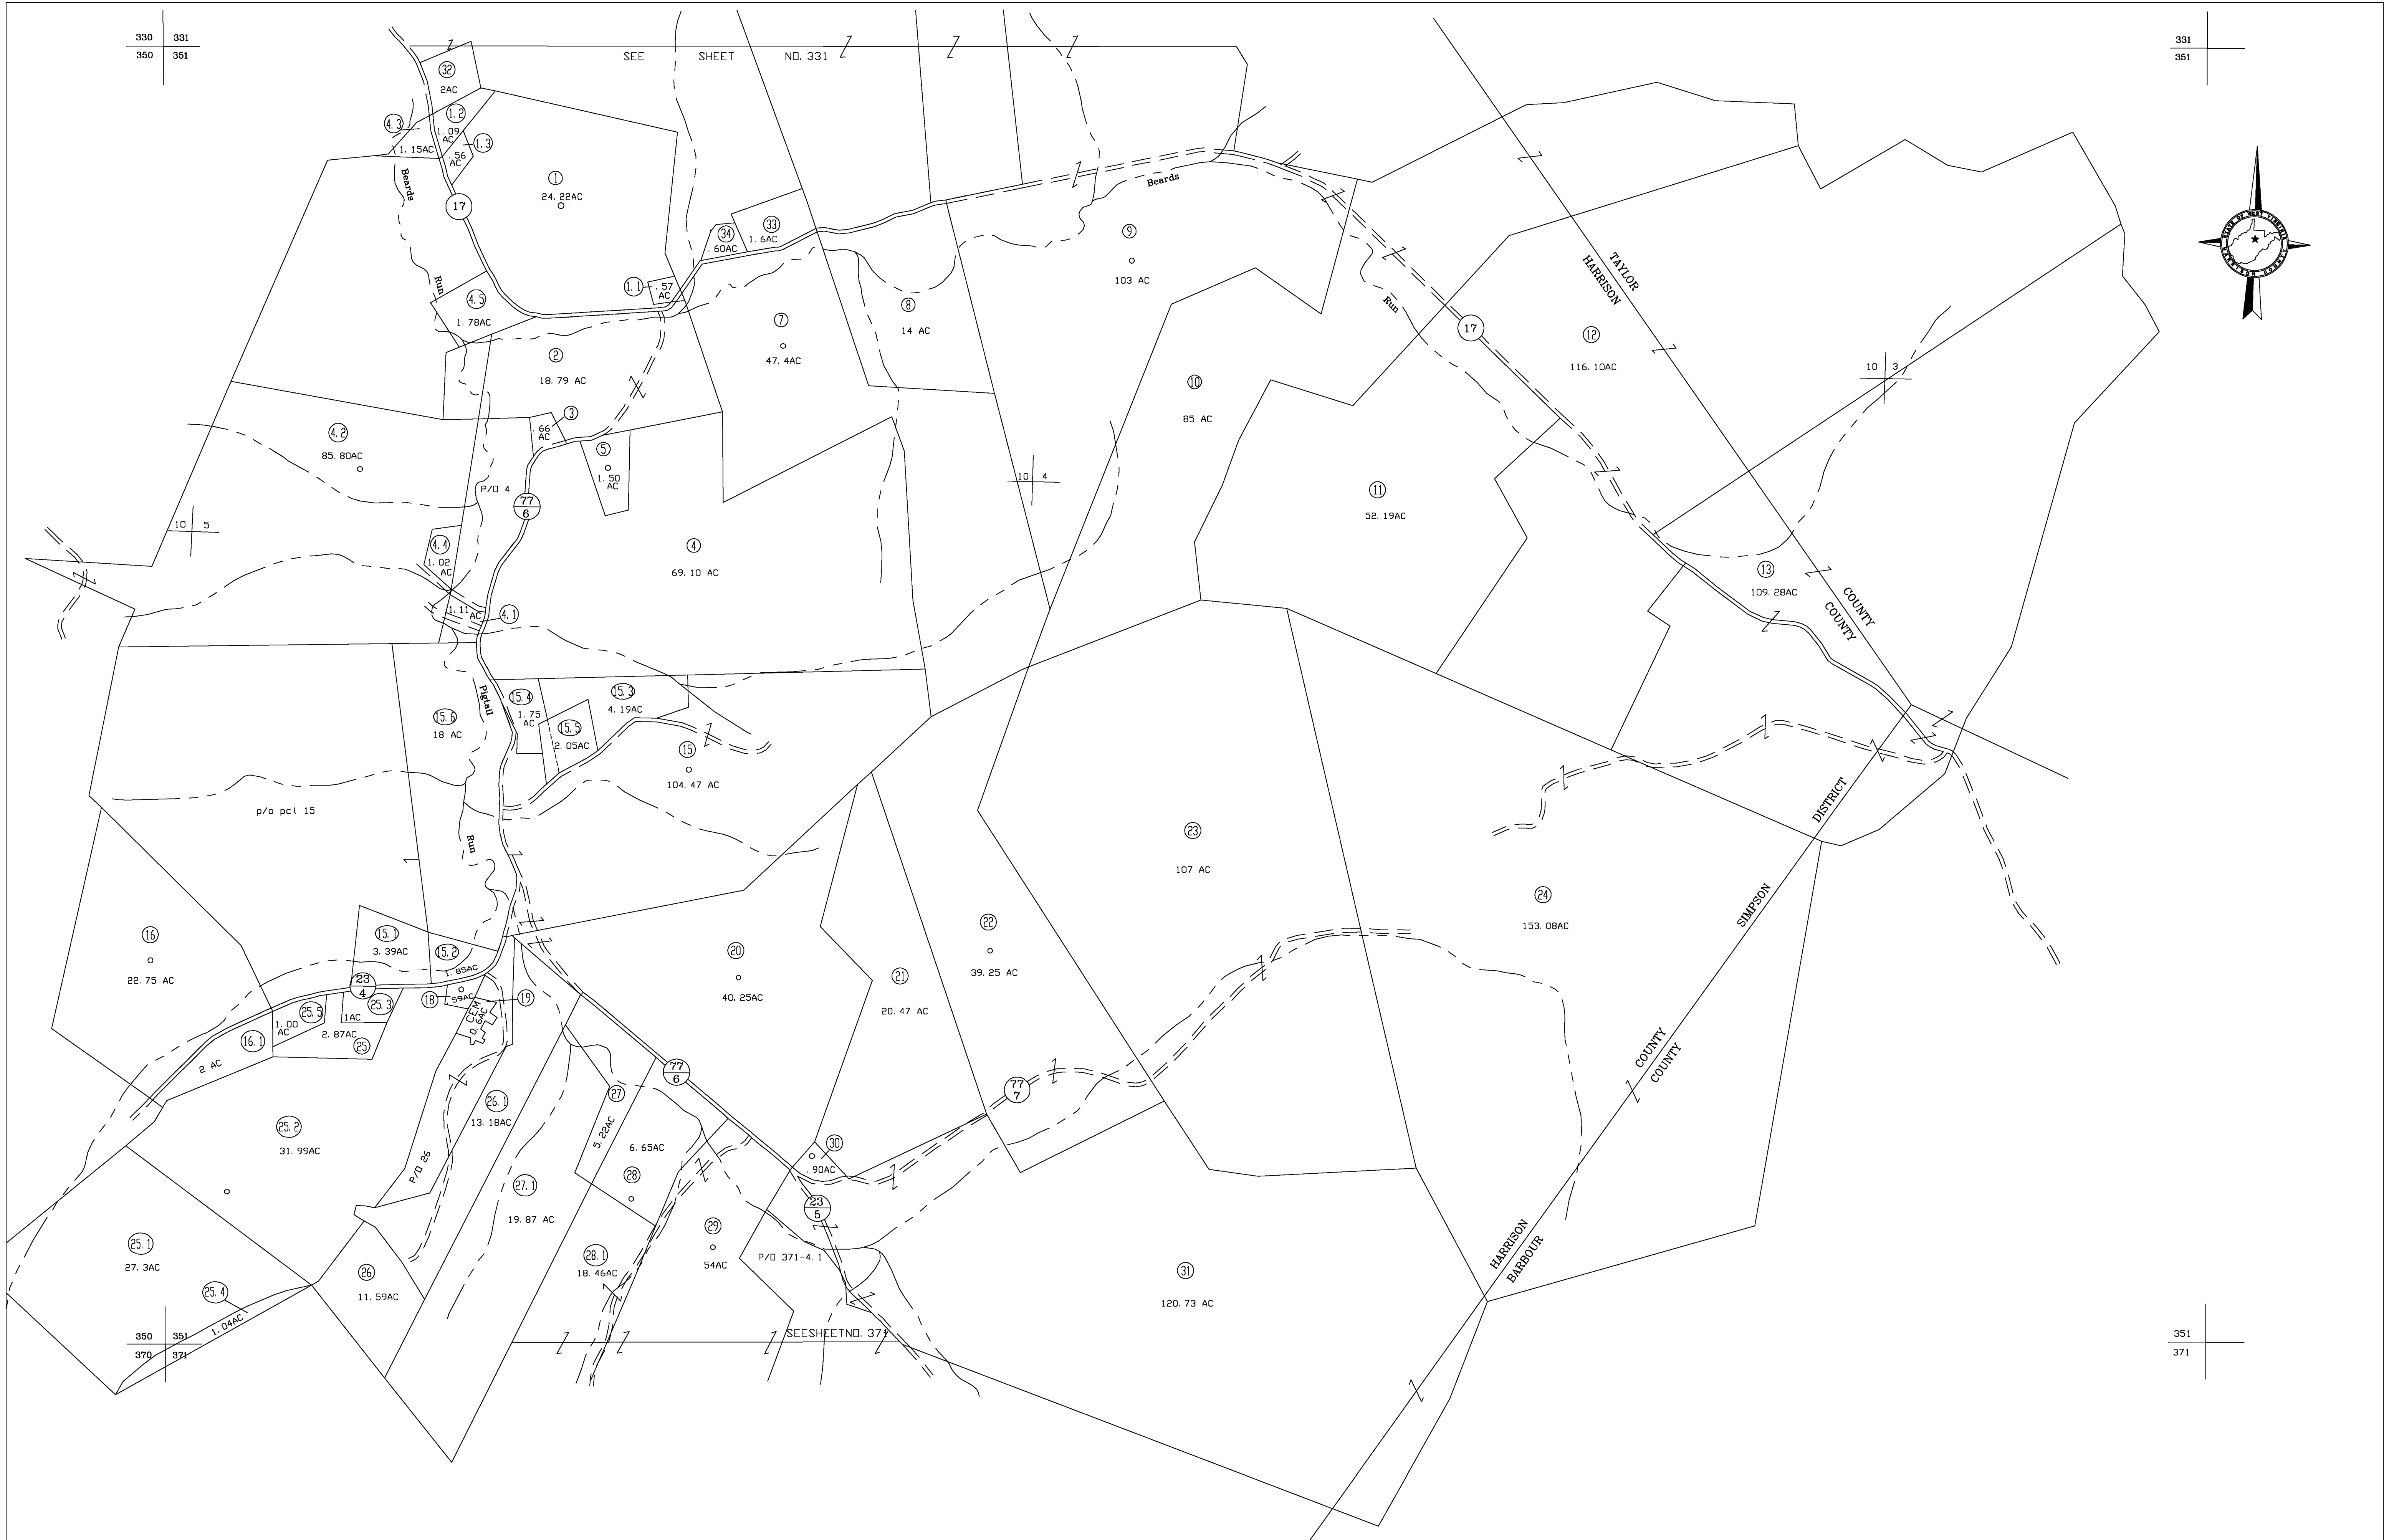 330 331
350 351
SEE SHEET NO. 331
331
351
32
2AC
1.2
1.09
AC
4.3
1.15AC
1.3
.56
AC
Beards
17
1
24.22AC
Run
4.5
1.78AC
34
.60AC
33
1.6AC
1.1
.57
AC
Beards
9
103 AC
8
14 AC
7
47.4AC
2
18.79 AC
3
.66
AC
Run
17
TAYLOR
HARRISON
12
116.10AC
10 3
STATE OF WEST VIRGINIA
HARRISON COUNTY
10
85 AC
4.2
85.80AC
P/O 4
5
1.50
AC
77
6
10 4
11
52.19AC
10 5
4.4
1.02
AC
4
69.10 AC
13
109.28AC
COUNTY
COUNTY
1.11
AC
4.1
Pigtail
15.6
18 AC
15.4
1.75
AC
15.3
4.19AC
15.5
2.05AC
15
104.47 AC
p/o pcl 15
Run
DISTRICT
SIMPSON
23
107 AC
24
153.08AC
16
22.75 AC
15.1
3.39AC
15.2
1.85AC
23
4
20
40.25AC
22
39.25 AC
21
20.47 AC
18
.59AC
19
CEM
0.6AC
25.5
1.00
AC
25.3
1AC
2.87AC
25
16.1
2 AC
COUNTY
COUNTY
77
6
77
7
26.1
13.18AC
27
5.22AC
25.2
31.99AC
P/O 26
6.65AC
28
30
.90AC
27.1
19.87 AC
23
5
29
54AC
25.1
27.3AC
28.1
18.46AC
P/O 371-4.1
HARRISON
BARBOUR
26
11.59AC
31
120.73 AC
25.4
1.04AC
350 351
370 371
SEESHEETNO. 371
351
371